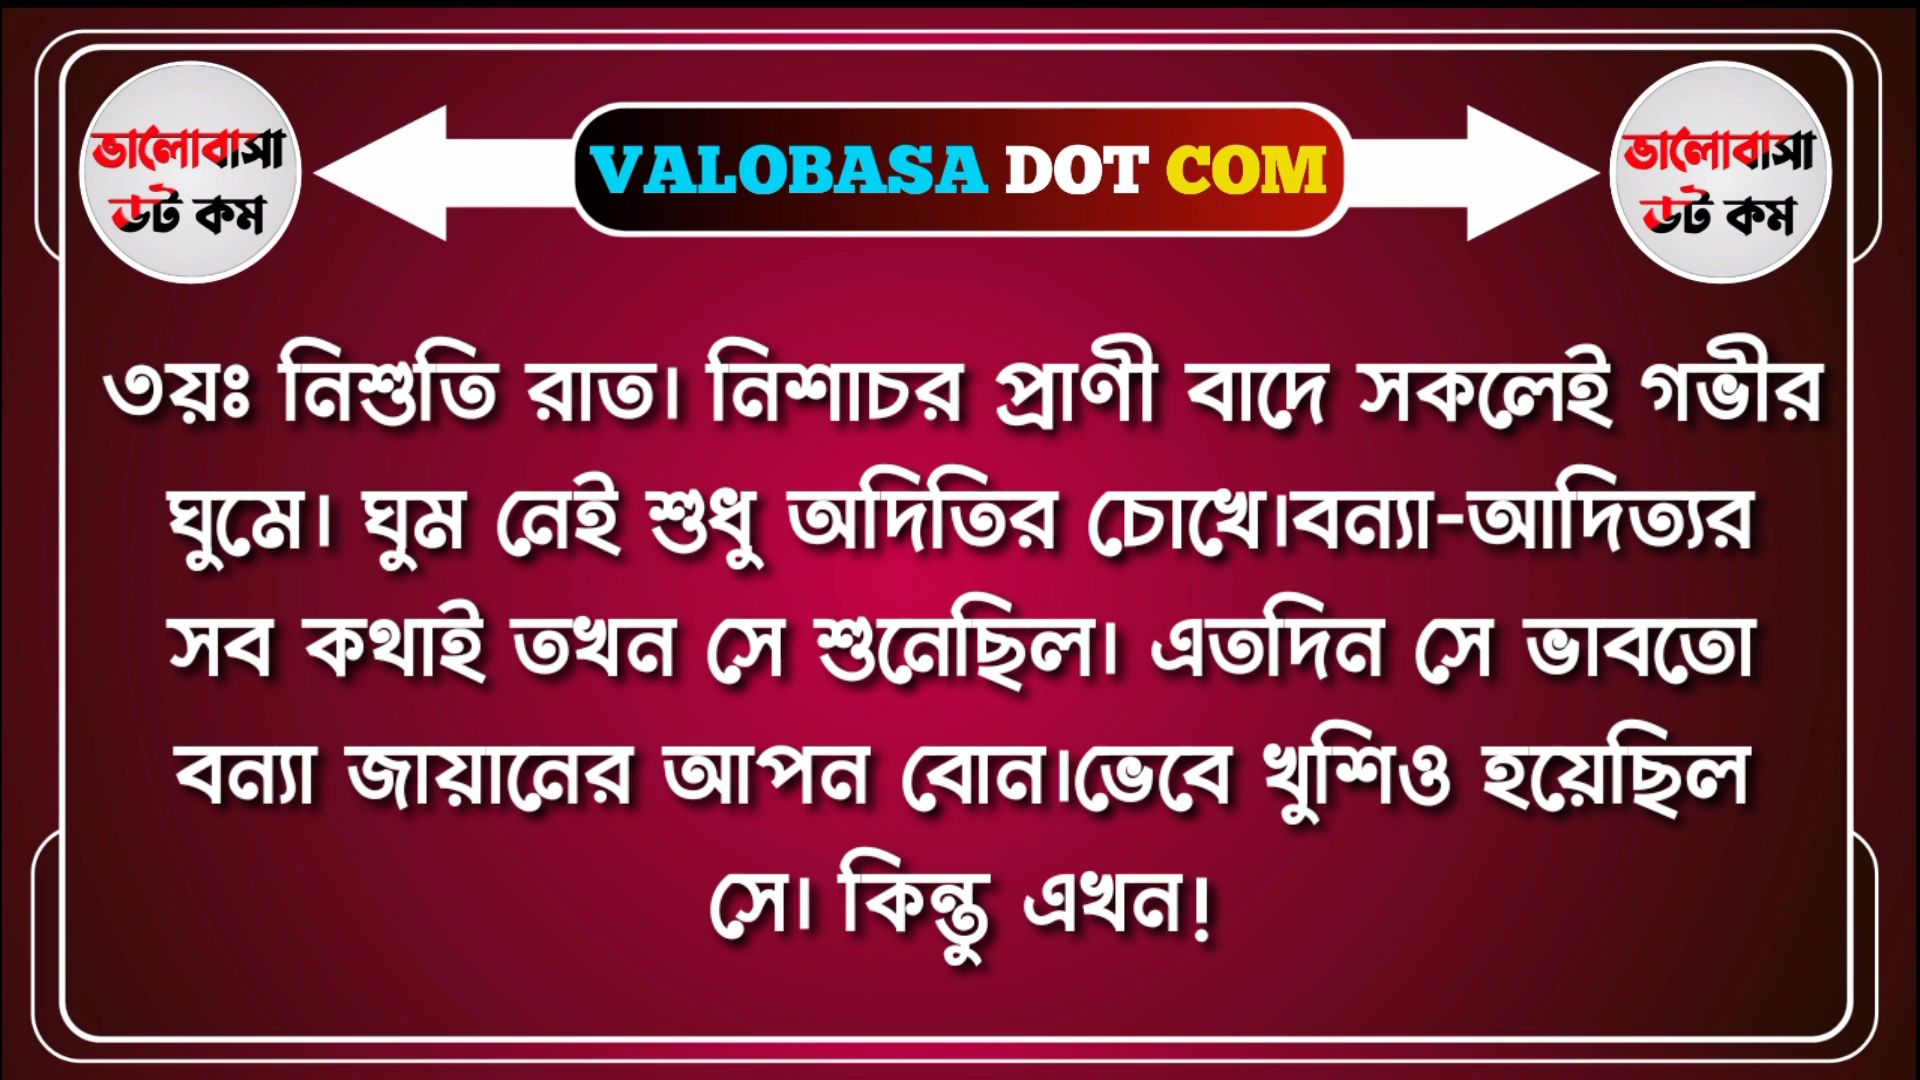 ভালোবাসা
ডট কম
VALOBASA DOT COM
ভালোবাসা
ডট কম
৩য়ঃ নিশুতি রাত। নিশাচর প্রাণী বাদে সকলেই গভীর
ঘুমে। ঘুম নেই শুধু অদিতির চোখে।বন্যা-আদিত্যর
সব কথাই তখন সে শুনেছিল। এতদিন সে ভাবতো
বন্যা জায়ানের আপন বোন।ভেবে খুশিও হয়েছিল
সে। কিন্তু এখন!